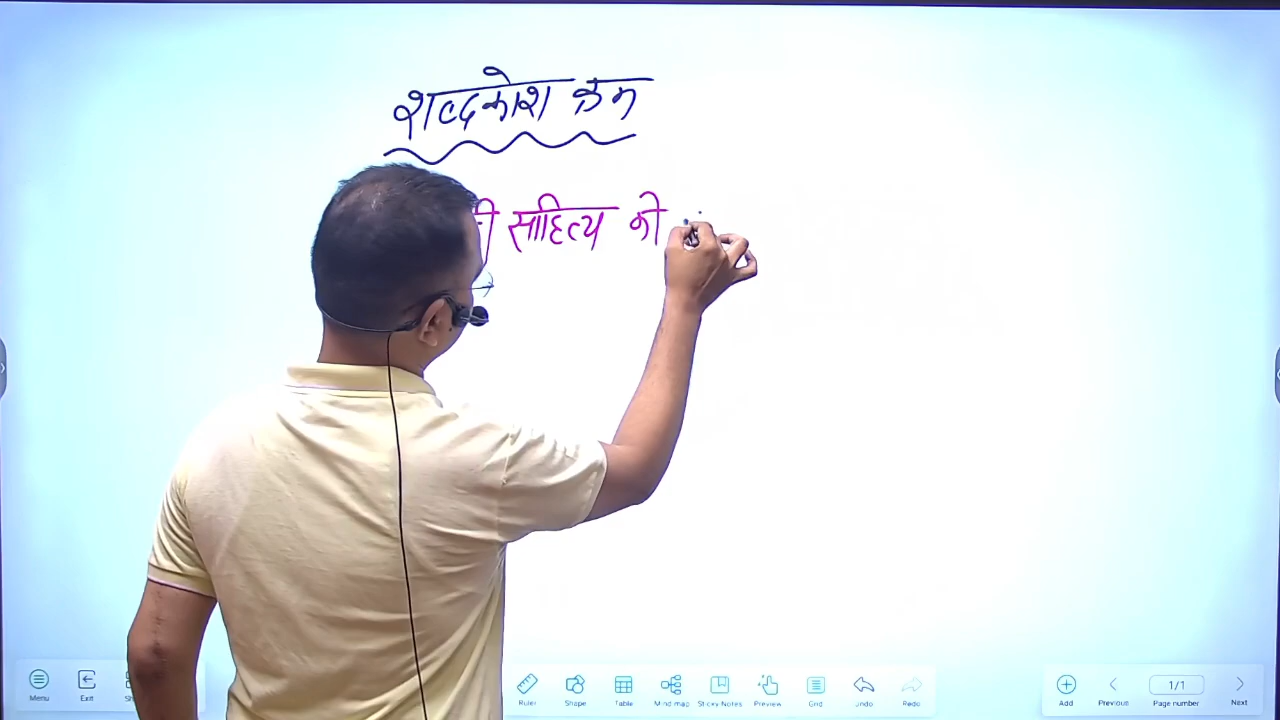 शब्दकोश क्रम
साहित्य की
Menu Exit Ruler Shape Table Mind map Sticky Notes Preview Grid Undo Redo Add Previous 1/1 Page number Next